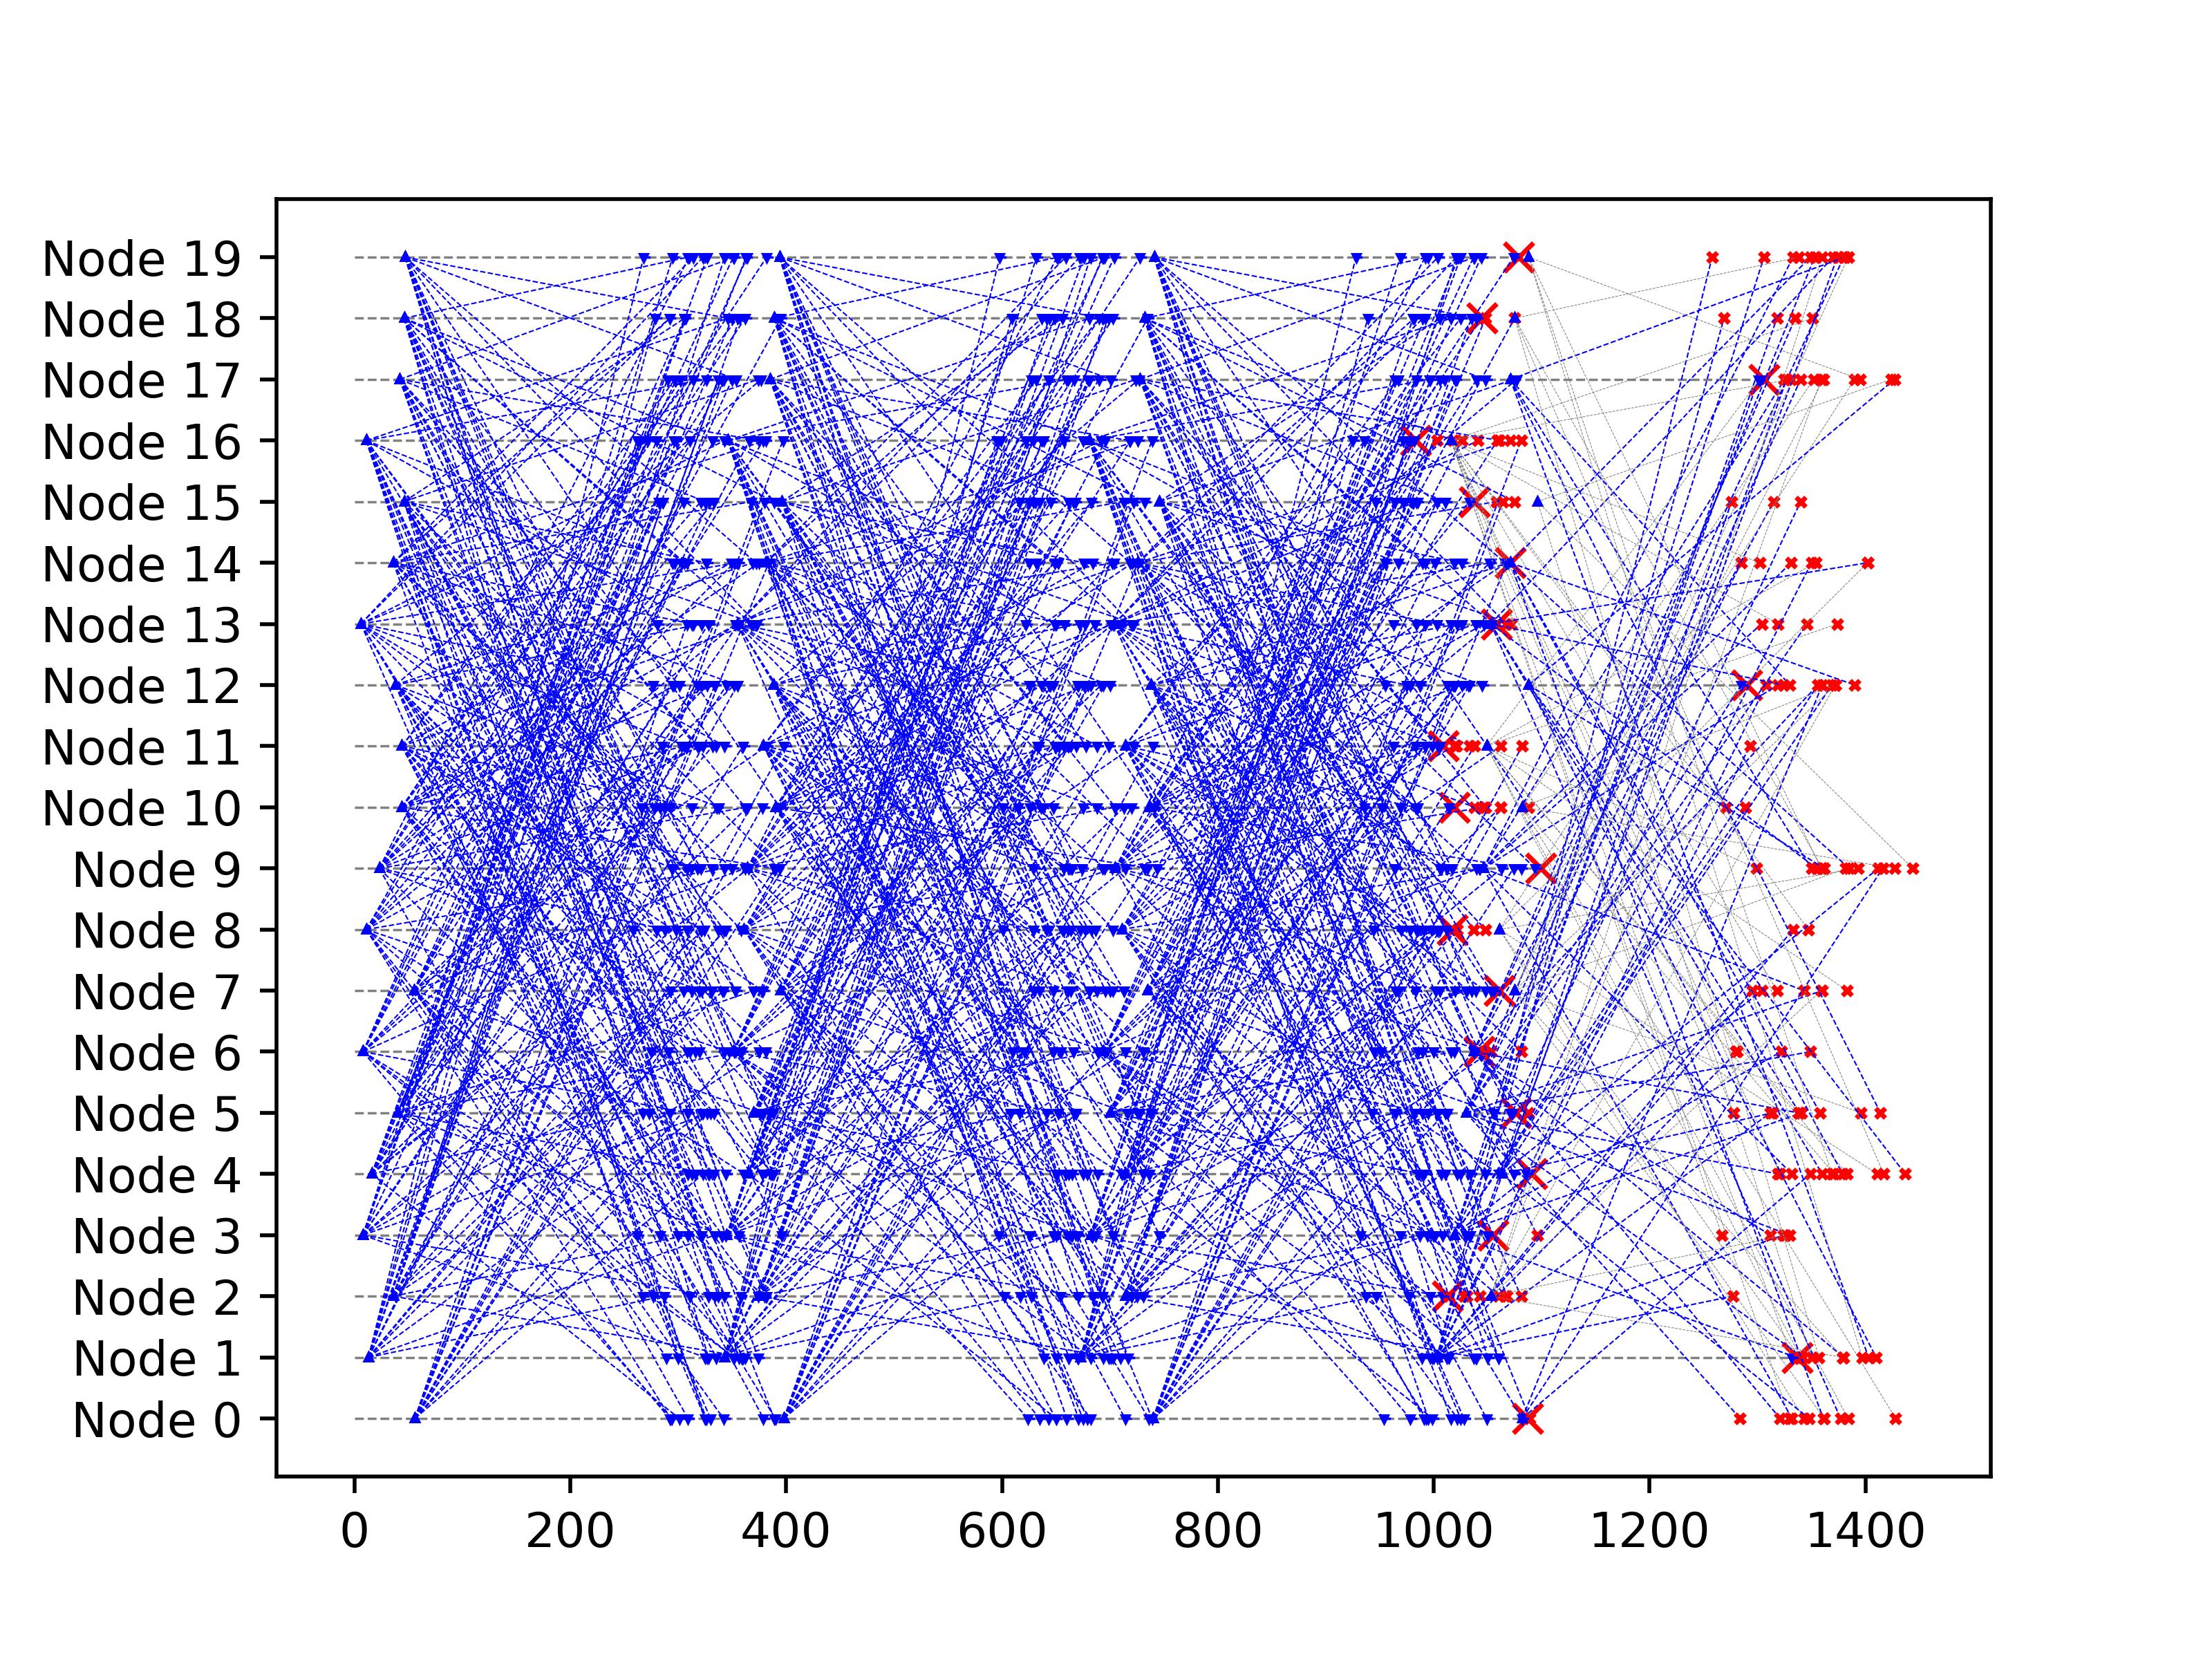 Node 19
Node 18
Node 17
Node 16
Node 15
Node 14
Node 13
Node 12
Node 11
Node 10
Node 9
Node 8
Node 7
Node 6
Node 5
Node 4
Node 3
Node 2
Node 1
Node 0
0 200 400 600 800 1000 1200 1400